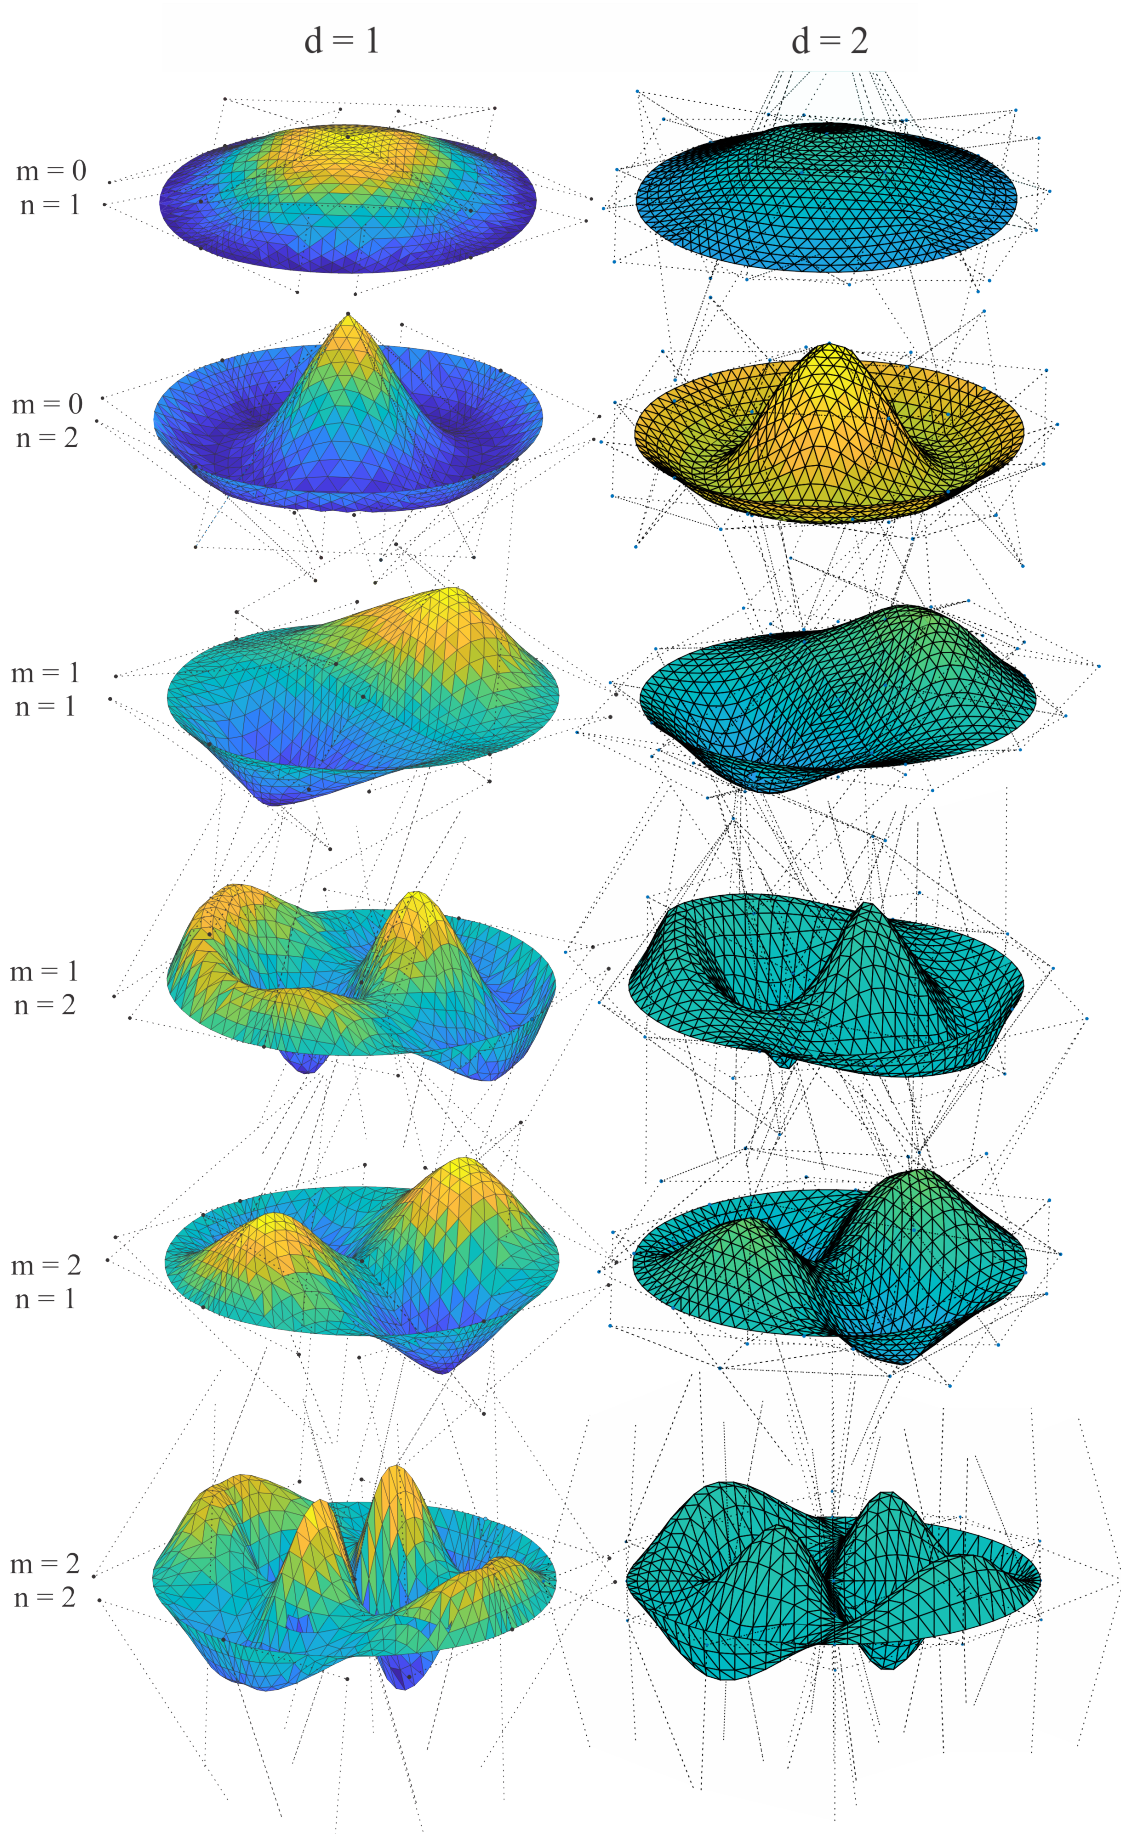 d = 1
d = 2
m = 0
n = 1
m = 0
n = 2
m = 1
n = 1
m = 1
n = 2
m = 2
n = 1
m = 2
n = 2